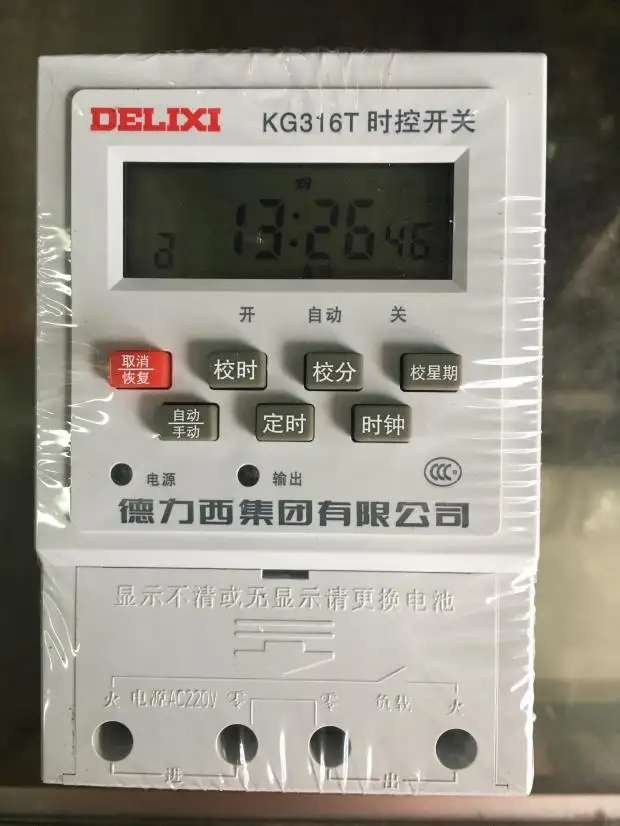 DELIXI KG316T 时控开关
四
13:26 46
开 自动 关
取消 校时 校分 校星期
恢复
自动 定时 时钟
手动
电源 输出
德力西集团有限公司
显示不清或无显示请更换电池
火 电源AC220V 零 零 负载 火
进 出